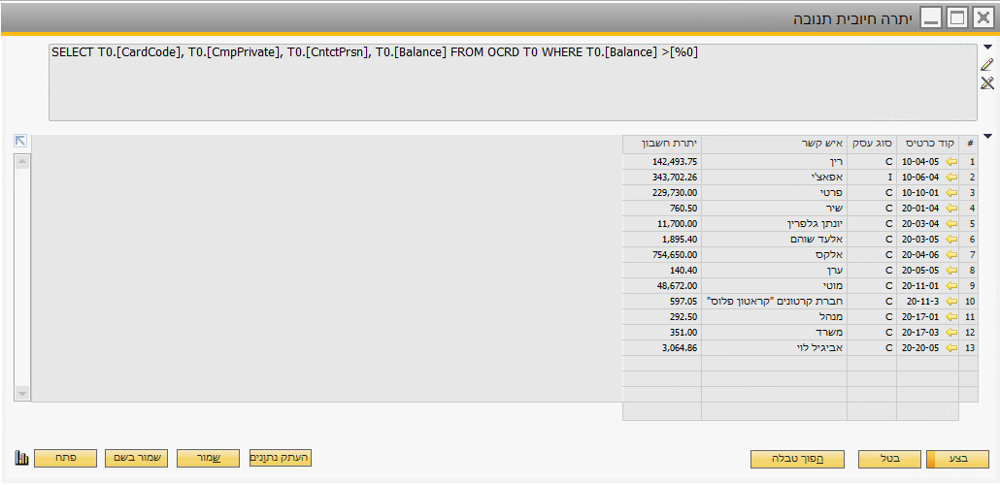 יתרה חיובית תנובה
SELECT T0.[CardCode], T0.[CmpPrivate], T0.[CntctPrsn], T0.[Balance] FROM OCRD T0 WHERE T0.[Balance] >[%0]
# קוד כרטיס סוג עסק איש קשר יתרת חשבון
1 10-04-05 C רין 142,493.75
2 10-06-04 I אפאצ'י 343,702.26
3 10-10-01 C פרטי 229,730.00
4 20-01-04 C שיר 760.50
5 20-03-04 C יונתן גלפרין 11,700.00
6 20-03-05 C אלעד שוהם 1,895.40
7 20-04-06 C אלקס 754,650.00
8 20-05-05 C ערן 140.40
9 20-11-01 C מוטי 48,672.00
10 20-11-3 C חברת קרטונים "קראטון פלוס" 597.05
11 20-17-01 C מנהל 292.50
12 20-17-03 C משרד 351.00
13 20-20-05 C אביגיל לוי 3,064.86
בצע בטל הפוך טבלה העתק נתונים שמור שמור בשם פתח